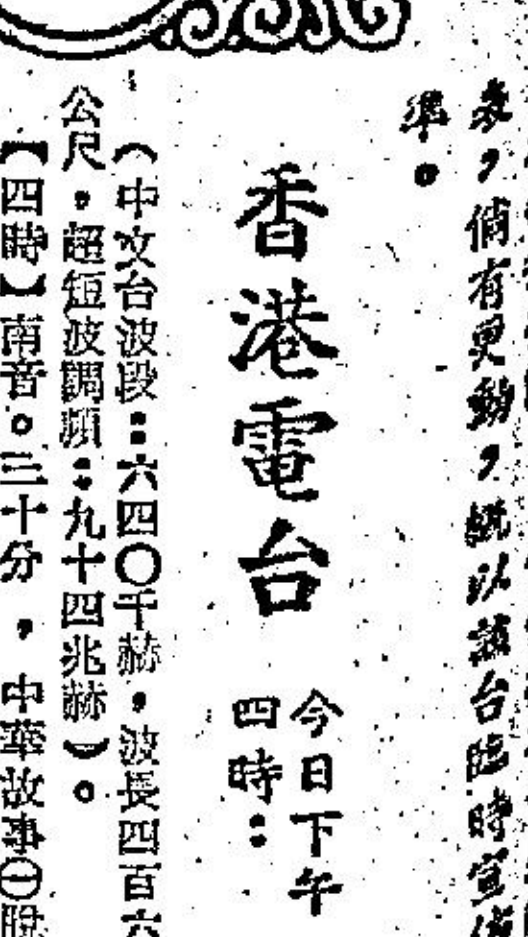 表，倘有更動，概以該台臨時宣佈
準。
香港電台
今日下午
四時：
（中文台波段：六四〇千赫，波長四百六
公尺，超短波調頻：九十四兆赫）。
【四時】南音。三十分，中華故事㊀